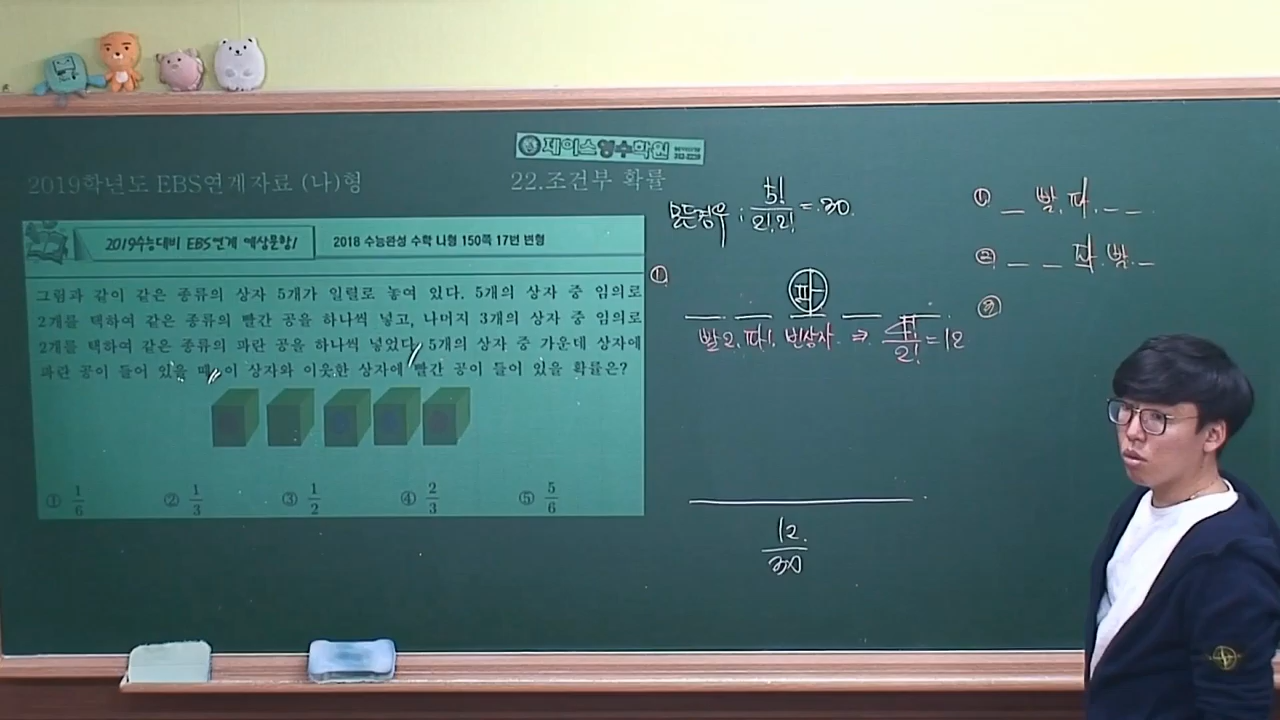 제이스영수학원
2019학년도 EBS연계자료 (나)형
22.조건부 확률
2019수능대비 EBS연계 예상문항!
2018 수능완성 수학 나형 150쪽 17번 변형
그림과 같이 같은 종류의 상자 5개가 일렬로 놓여 있다. 5개의 상자 중 임의로
2개를 택하여 같은 종류의 빨간 공을 하나씩 넣고, 나머지 3개의 상자 중 임의로
2개를 택하여 같은 종류의 파란 공을 하나씩 넣었다. 5개의 상자 중 가운데 상자에
파란 공이 들어 있을 때, 이 상자와 이웃한 상자에 빨간 공이 들어 있을 확률은?
① 1/6 ② 1/3 ③ 1/2 ④ 2/3 ⑤ 5/6
모든경우 : 5!/2!2! = 30.
①
파
빨2, 파1, 빈상자 ⇒ 4!/2! = 12
12/30
① _ 빨 파 _ _
② _ _ 파 빨 _
③